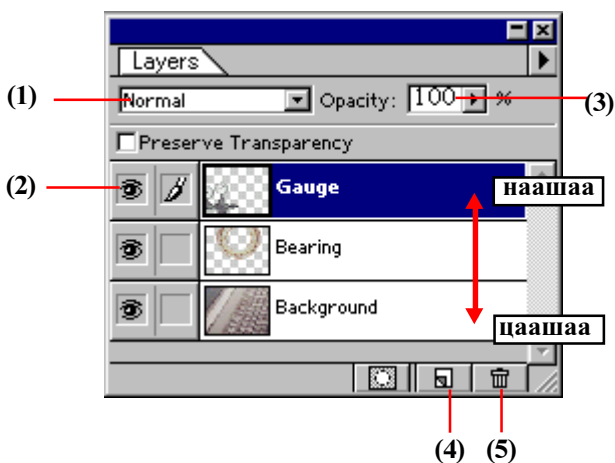 Layers
(1) Normal Opacity: 100 % (3)
Preserve Transparency
(2) Gauge наашаа
Bearing
Background
цаашаа
(4) (5)